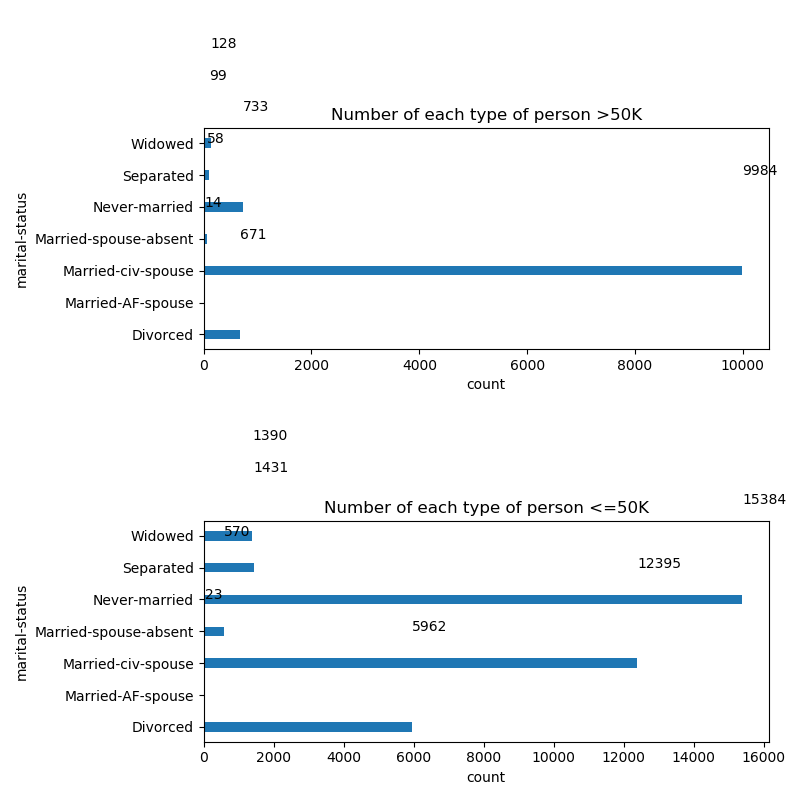 128
99
733
Number of each type of person >50K
Widowed
58
Separated
9984
Never-married
14
Married-spouse-absent
671
Married-civ-spouse
Married-AF-spouse
Divorced
marital-status
0 2000 4000 6000 8000 10000
count
1390
1431
15384
Number of each type of person <=50K
Widowed
570
Separated
12395
Never-married
23
Married-spouse-absent
5962
Married-civ-spouse
Married-AF-spouse
Divorced
marital-status
0 2000 4000 6000 8000 10000 12000 14000 16000
count